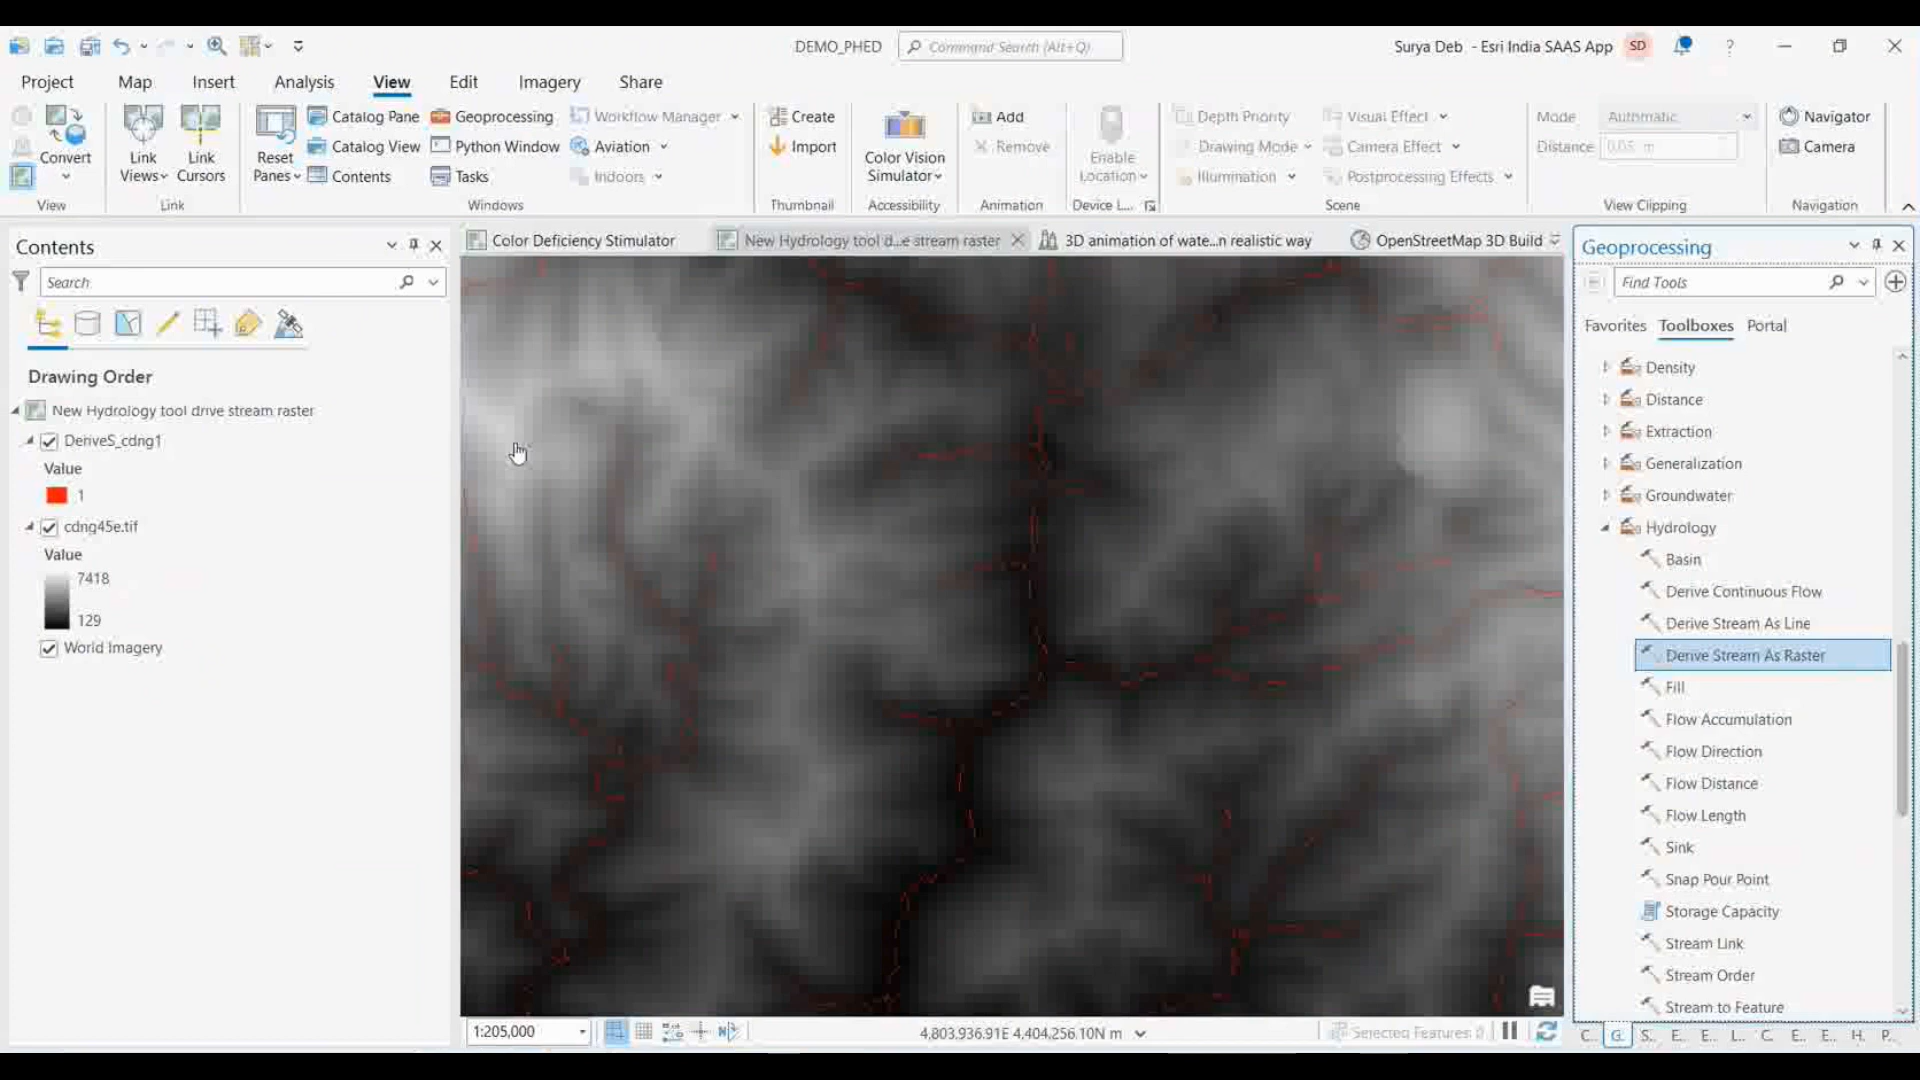 DEMO_PHED
Command Search (Alt+Q)
Surya Deb - Esri India SAAS App
SD
?
Project
Map
Insert
Analysis
View
Edit
Imagery
Share
Convert
View
Link Views
Link Cursors
Link
Reset Panes
Catalog Pane
Catalog View
Contents
Geoprocessing
Python Window
Tasks
Workflow Manager
Aviation
Indoors
Windows
Create
Import
Thumbnail
Color Vision Simulator
Accessibility
Add
Remove
Animation
Enable Location
Device L...
Depth Priority
Drawing Mode
Illumination
Visual Effect
Camera Effect
Postprocessing Effects
Scene
Mode
Automatic
Distance
0.05 m
View Clipping
Navigator
Camera
Navigation
Contents
Search
Drawing Order
New Hydrology tool drive stream raster
DeriveS_cdng1
Value
1
cdng45e.tif
Value
7418
129
World Imagery
Color Deficiency Stimulator
New Hydrology tool d...e stream raster
3D animation of wate...n realistic way
OpenStreetMap 3D Build
1:205,000
4,803,936.91E 4,404,256.10N m
Selected Features: 0
Geoprocessing
Find Tools
Favorites
Toolboxes
Portal
Density
Distance
Extraction
Generalization
Groundwater
Hydrology
Basin
Derive Continuous Flow
Derive Stream As Line
Derive Stream As Raster
Fill
Flow Accumulation
Flow Direction
Flow Distance
Flow Length
Sink
Snap Pour Point
Storage Capacity
Stream Link
Stream Order
Stream to Feature
C... G. S... E... E... L... C. E... E... H. P...